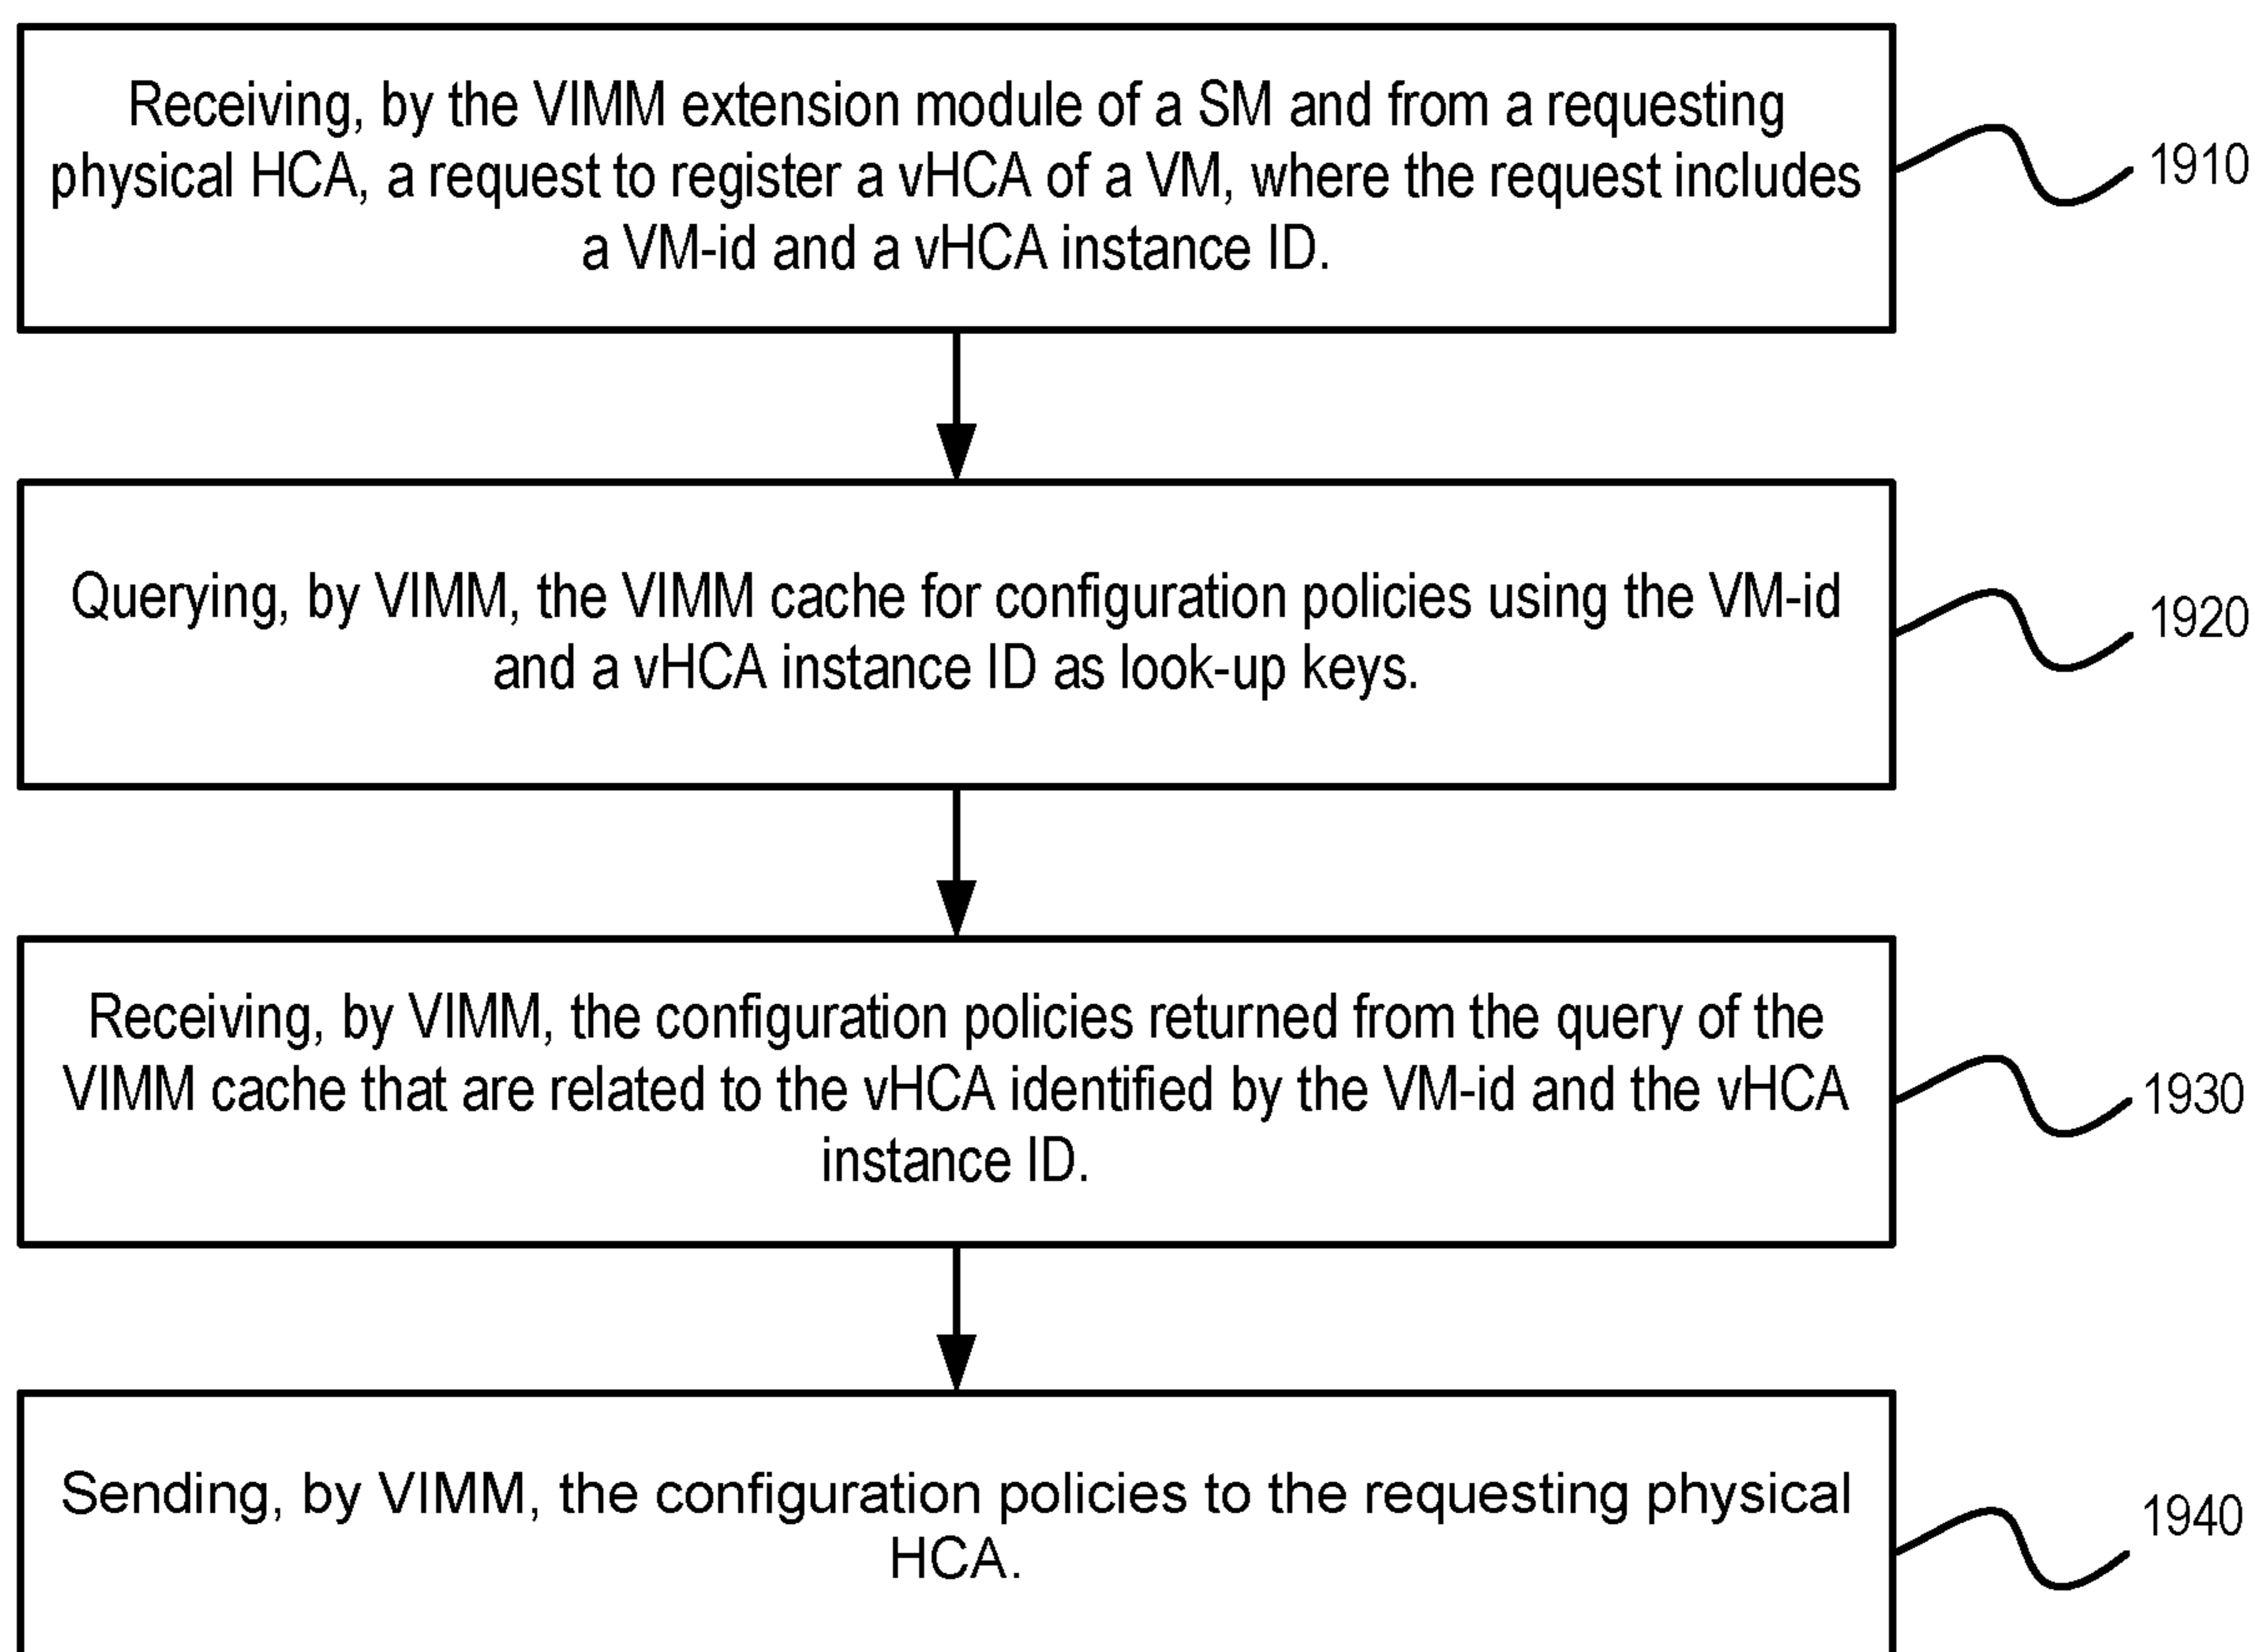 Receiving, by the VIMM extension module of a SM and from a requesting
physical HCA, a request to register a vHCA of a VM, where the request includes
a VM-id and a vHCA instance ID.
1910
Querying, by VIMM, the VIMM cache for configuration policies using the VM-id
and a vHCA instance ID as look-up keys.
1920
Receiving, by VIMM, the configuration policies returned from the query of the
VIMM cache that are related to the vHCA identified by the VM-id and the vHCA
instance ID.
1930
Sending, by VIMM, the configuration policies to the requesting physical
HCA.
1940